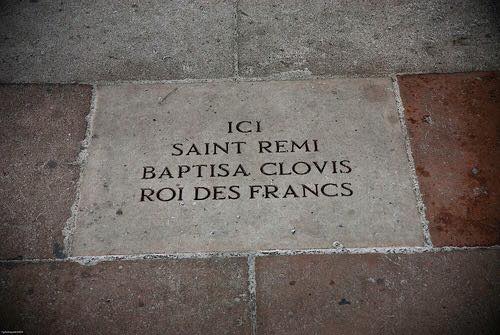 ICI
SAINT REMI
BAPTISA CLOVIS
ROI DES FRANCS